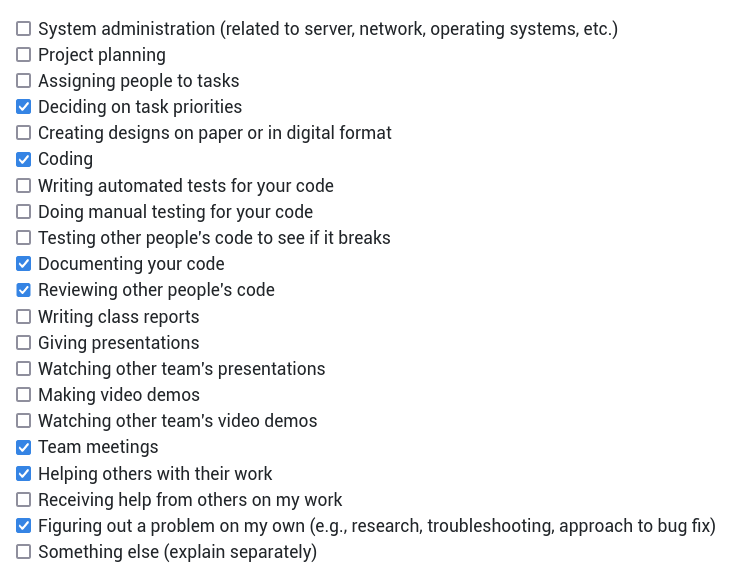 System administration (related to server, network, operating systems, etc.)
Project planning
Assigning people to tasks
Deciding on task priorities
Creating designs on paper or in digital format
Coding
Writing automated tests for your code
Doing manual testing for your code
Testing other people's code to see if it breaks
Documenting your code
Reviewing other people's code
Writing class reports
Giving presentations
Watching other team's presentations
Making video demos
Watching other team's video demos
Team meetings
Helping others with their work
Receiving help from others on my work
Figuring out a problem on my own (e.g., research, troubleshooting, approach to bug fix)
Something else (explain separately)